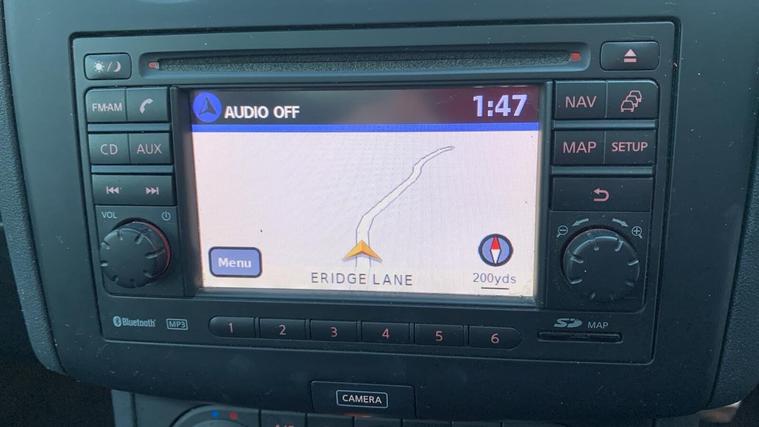 AUDIO OFF 1:47
FM·AM
NAV
CD AUX
MAP SETUP
VOL
Menu
ERIDGE LANE
200yds
Bluetooth MP3
1 2 3 4 5 6
SD MAP
CAMERA